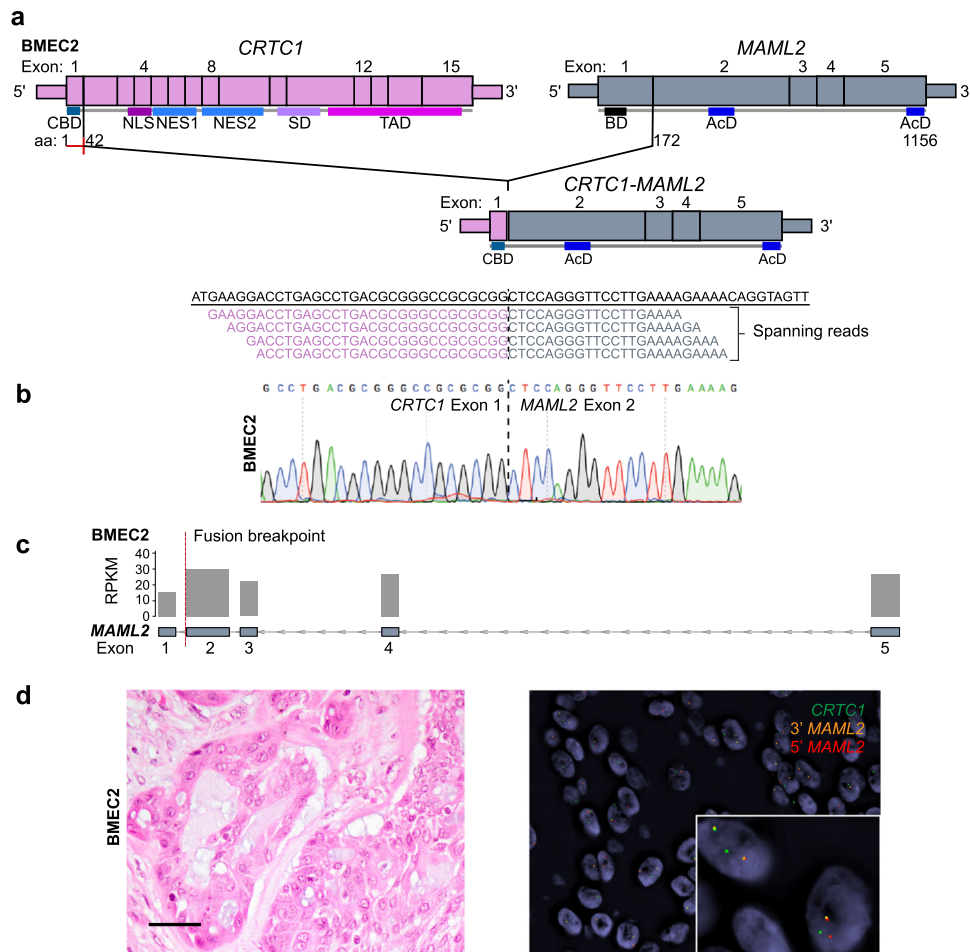 a
BMEC2
CRTC1
MAML2
Exon: 1 4 8 12 15
Exon: 1 2 3 4 5
5' 3'
5' 3'
CBD NLS NES1 NES2 SD TAD
BD AcD AcD
aa: 1 42
172 1156
CRTC1-MAML2
Exon: 1 2 3 4 5
5' 3'
CBD AcD AcD
ATGAAGGACCTGAGCCTGACGCGGGCCGCGCGGCTCCAGGGTTCCTTGAAAAGAAAACAGGTAGTT
GAAGGACCTGAGCCTGACGCGGGCCGCGCGGCTCCAGGGTTCCTTGAAAA
AGGACCTGAGCCTGACGCGGGCCGCGCGGCTCCAGGGTTCCTTGAAAAGA
GACCTGAGCCTGACGCGGGCCGCGCGGCTCCAGGGTTCCTTGAAAAGAAA
ACCTGAGCCTGACGCGGGCCGCGCGGCTCCAGGGTTCCTTGAAAAGAAAA
Spanning reads
b
G C C T G A C G C G G G C C G C G C G G C T C C A G G G T T C C T T G A A A A G
CRTC1 Exon 1 MAML2 Exon 2
BMEC2
c
BMEC2
Fusion breakpoint
RPKM
40
30
20
10
0
MAML2
Exon 1 2 3 4 5
d
BMEC2
CRTC1
3' MAML2
5' MAML2